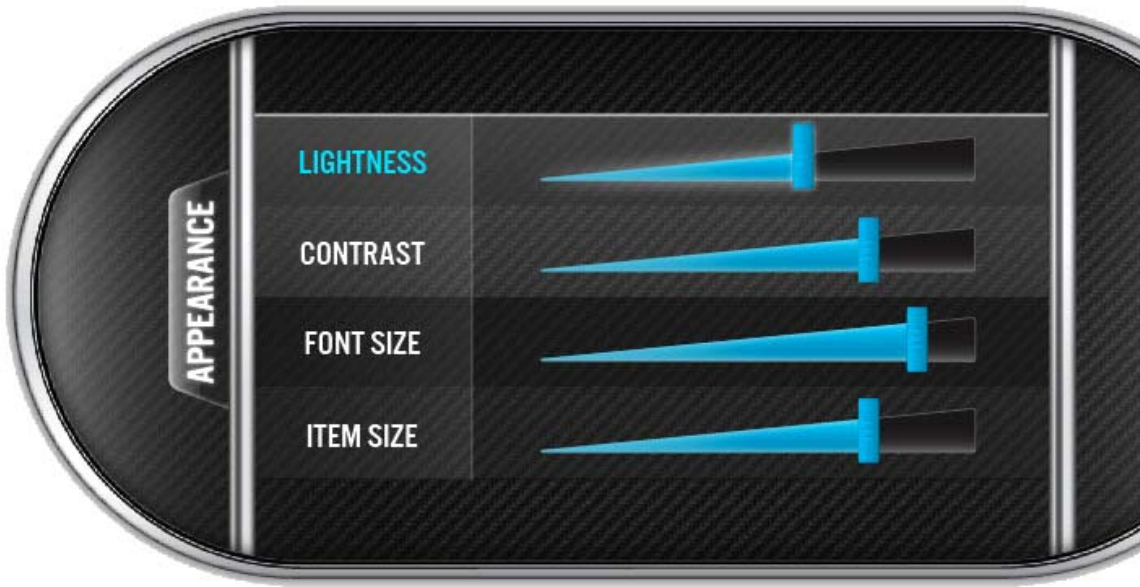 APPEARANCE
LIGHTNESS
CONTRAST
FONT SIZE
ITEM SIZE